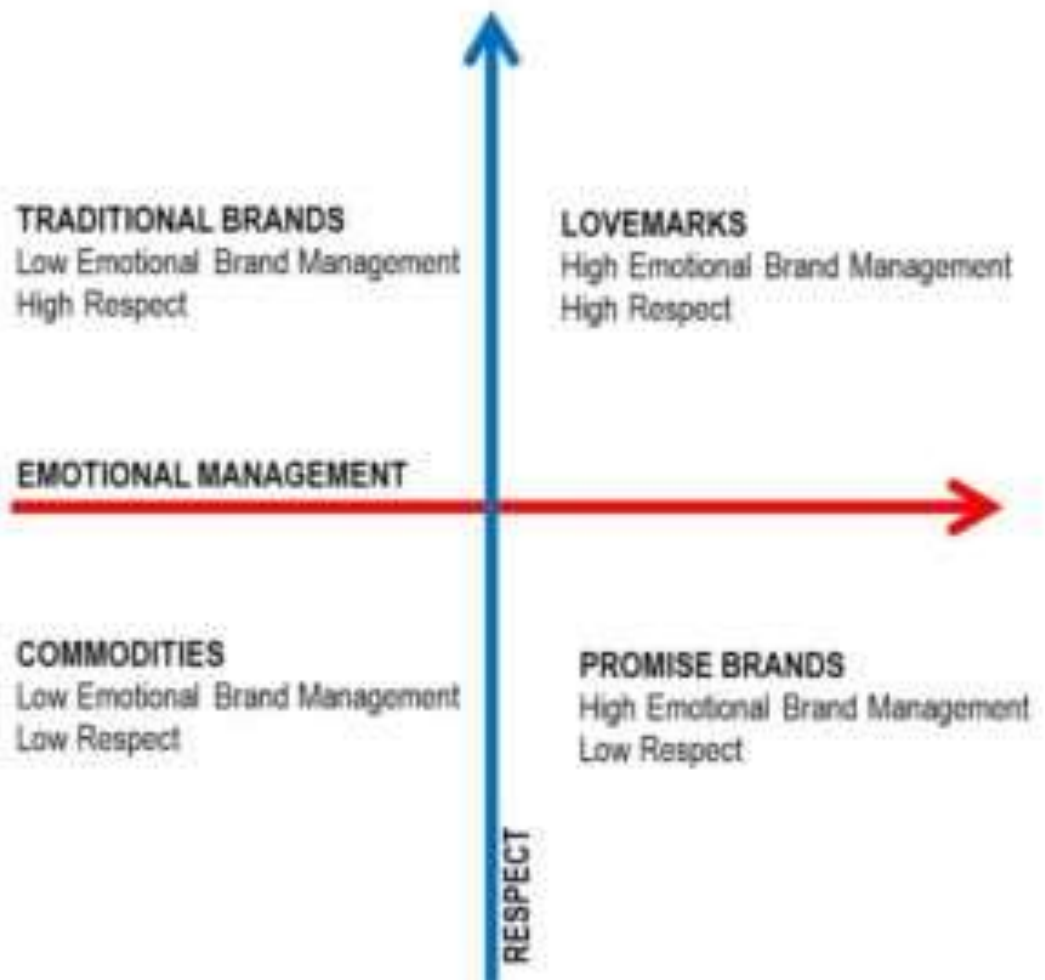 TRADITIONAL BRANDS
Low Emotional Brand Management
High Respect
LOVEMARKS
High Emotional Brand Management
High Respect
EMOTIONAL MANAGEMENT
COMMODITIES
Low Emotional Brand Management
Low Respect
PROMISE BRANDS
High Emotional Brand Management
Low Respect
RESPECT